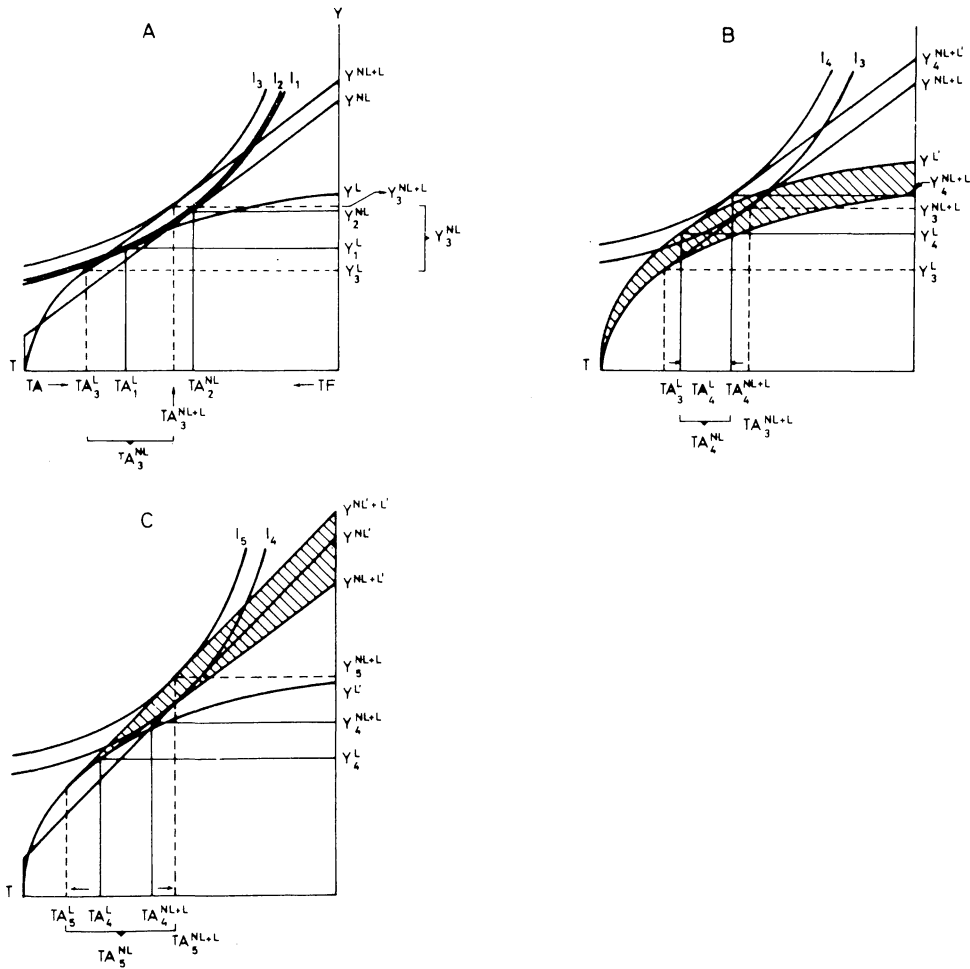 A
Y
I₃ I₂ I₁
Y^{NL+L}
Y^{NL}
Y^{L}
Y₃^{NL+L}
Y₂^{NL}
Y₃^{NL}
Y₁^{L}
Y₃^{L}
T
TA → TA₃^{L} TA₁^{L} TA₂^{NL} ← TF
TA₃^{NL+L}
TA₃^{NL}
B
I₄ I₃
Y₄^{NL+L'}
Y^{NL+L}
Y^{L'}
Y₄^{NL+L}
Y₃^{NL+L}
Y₄^{L}
Y₃^{L}
T
TA₃^{L} TA₄^{L} TA₄^{NL+L}
TA₄^{NL} TA₃^{NL+L}
C
I₅ I₄
Y^{NL'+L'}
Y^{NL'}
Y^{NL+L'}
Y₅^{NL+L}
Y^{L'}
Y₄^{NL+L}
Y₄^{L}
T
TA₅^{L} TA₄^{L} TA₄^{NL+L}
TA₅^{NL+L}
TA₅^{NL}